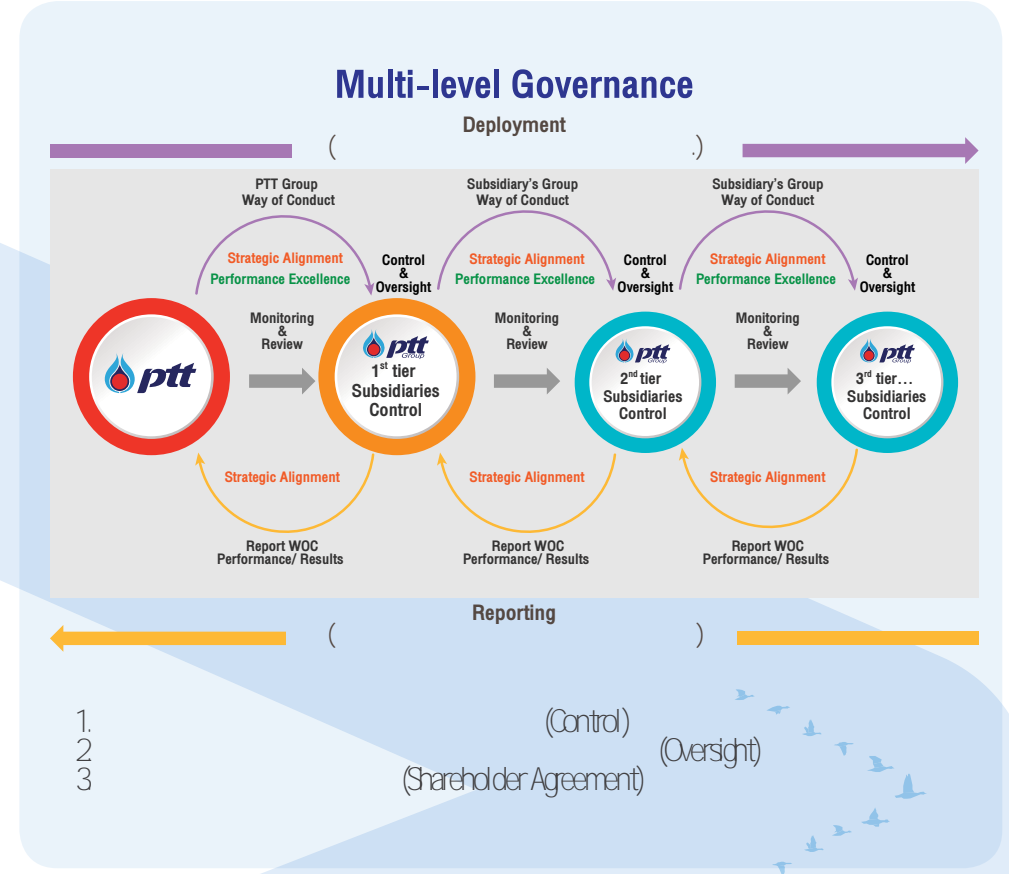 Multi-level Governance
Deployment
( .)
PTT Group
Way of Conduct
Subsidiary's Group
Way of Conduct
Subsidiary's Group
Way of Conduct
Strategic Alignment
Performance Excellence
Control
&
Oversight
Strategic Alignment
Performance Excellence
Control
&
Oversight
Strategic Alignment
Performance Excellence
Control
&
Oversight
Monitoring
&
Review
Monitoring
&
Review
Monitoring
&
Review
ptt
ptt
Group
1st tier
Subsidiaries
Control
ptt
Group
2nd tier
Subsidiaries
Control
ptt
Group
3rd tier...
Subsidiaries
Control
Strategic Alignment
Strategic Alignment
Strategic Alignment
Report WOC
Performance/ Results
Report WOC
Performance/ Results
Report WOC
Performance/ Results
Reporting
( )
1. (Control)
2 (Oversight)
3 (Shareholder Agreement)